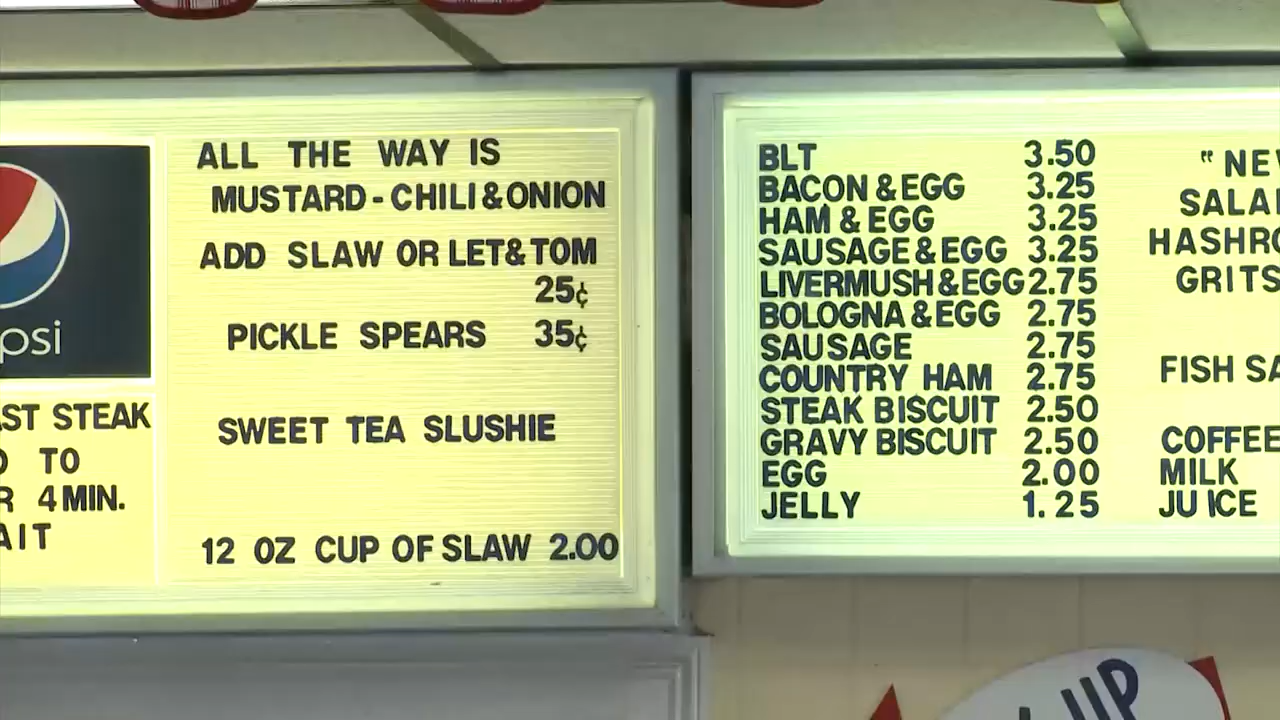 ALL THE WAY IS
MUSTARD - CHILI & ONION
ADD SLAW OR LET & TOM
25¢
PICKLE SPEARS 35¢
SWEET TEA SLUSHIE
12 OZ CUP OF SLAW 2.00
psi
AST STEAK
TO
R 4 MIN.
AIT
BLT 3.50
BACON & EGG 3.25
HAM & EGG 3.25
SAUSAGE & EGG 3.25
LIVERMUSH & EGG 2.75
BOLOGNA & EGG 2.75
SAUSAGE 2.75
COUNTRY HAM 2.75
STEAK BISCUIT 2.50
GRAVY BISCUIT 2.50
EGG 2.00
JELLY 1.25
" NE
SALA
HASHRO
GRITS
FISH SA
COFFEE
MILK
JUICE
UP